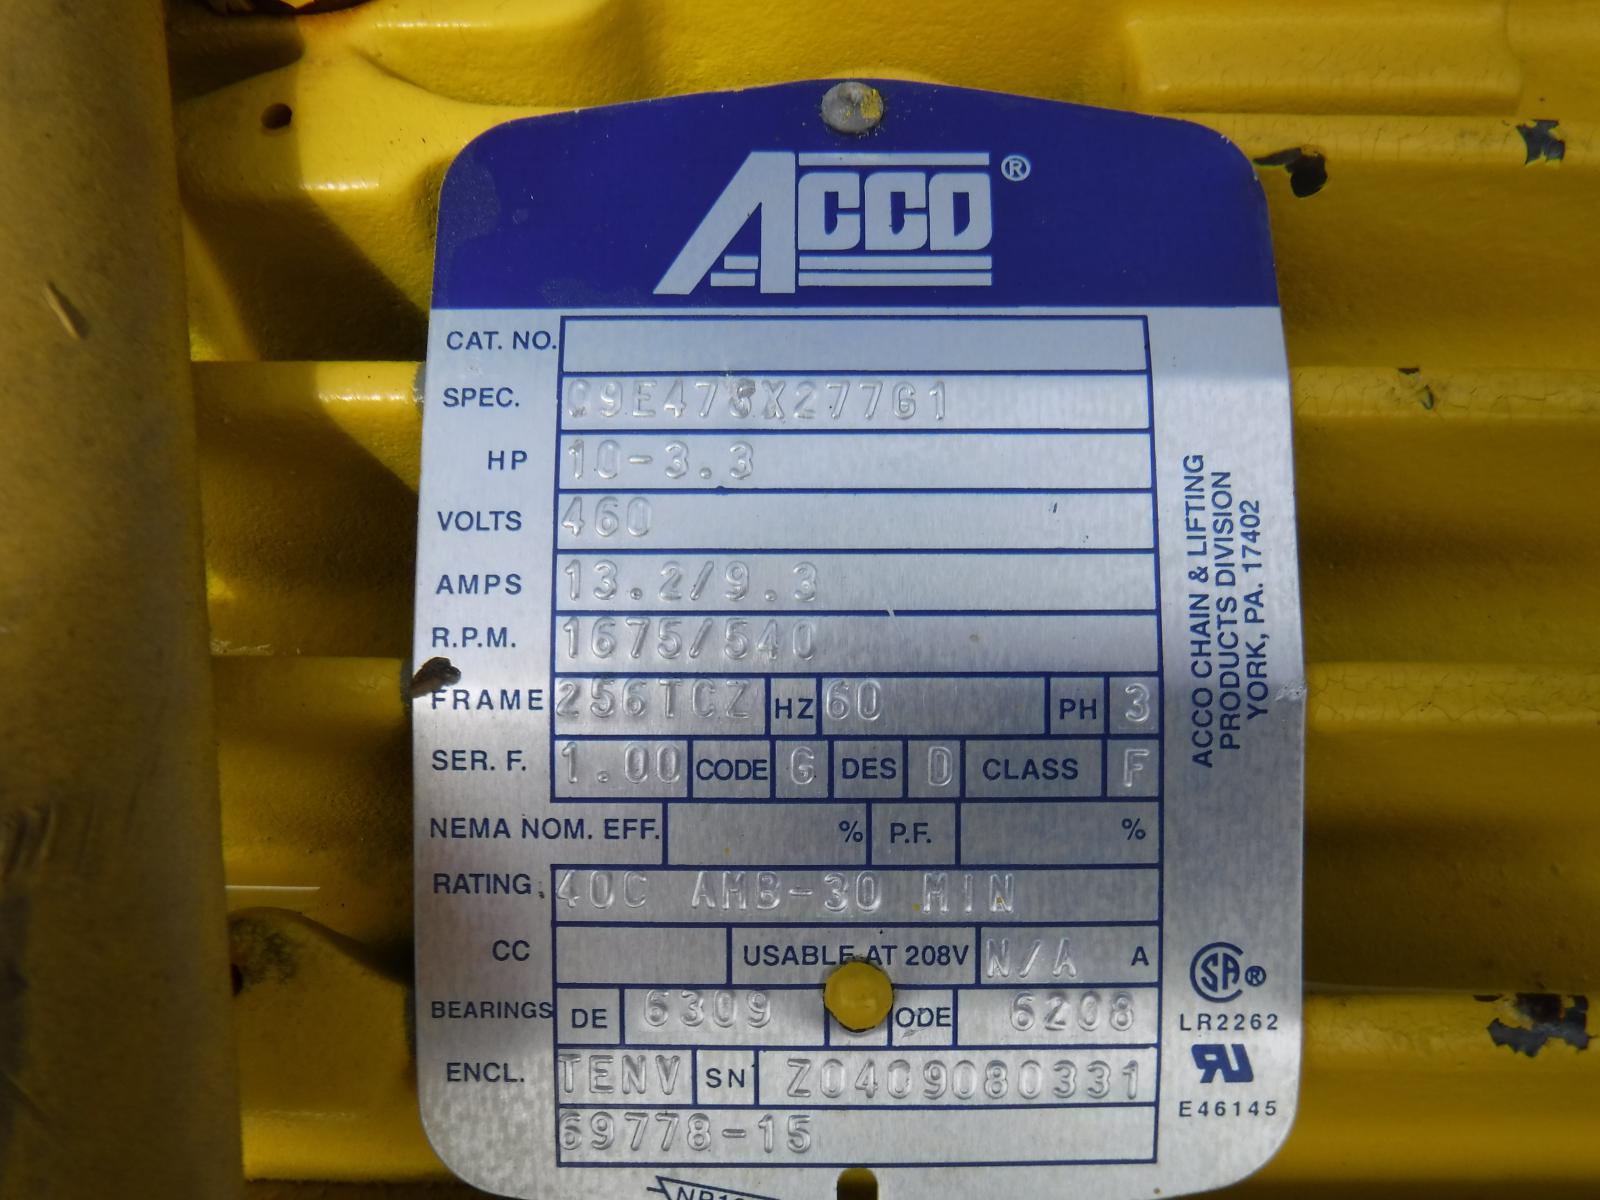 ACCO®
CAT. NO.
SPEC. 09E478X277G1
HP 10-3.3
VOLTS 460
AMPS 13.2/9.3
R.P.M. 1675/540
FRAME 256TCZ HZ 60 PH 3
SER. F. 1.00 CODE G DES D CLASS F
NEMA NOM. EFF. % P.F. %
RATING 40C AMB-30 MIN
CC USABLE AT 208V N/A A
BEARINGS DE 6309 ODE 6208
ENCL. TENV SN Z0409080331
69778-15
ACCO CHAIN & LIFTING
PRODUCTS DIVISION
YORK, PA. 17402
SA®
LR2262
E46145